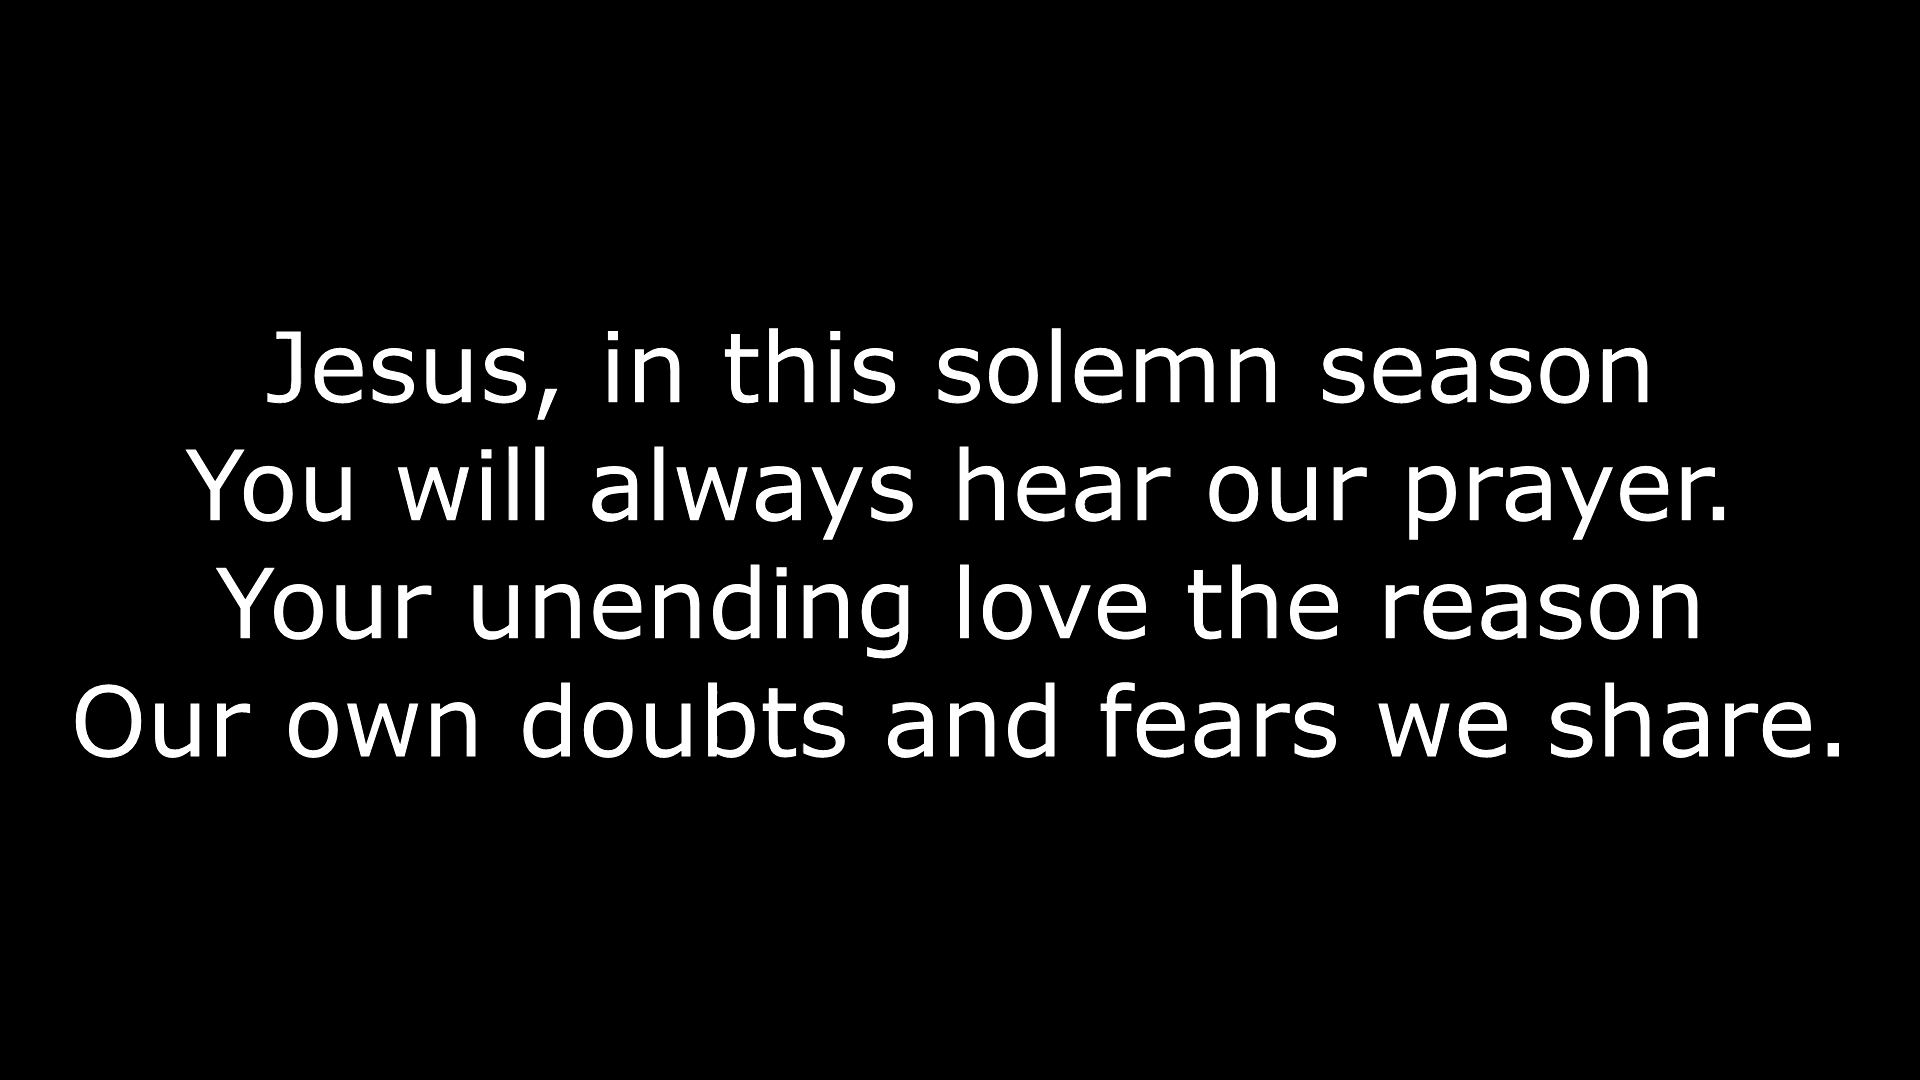 Jesus, in this solemn season
You will always hear our prayer.
Your unending love the reason
Our own doubts and fears we share.